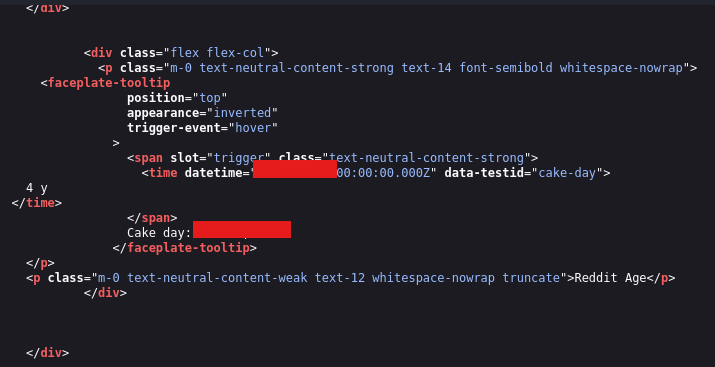 </div>
<div class="flex flex-col">
<p class="m-0 text-neutral-content-strong text-14 font-semibold whitespace-nowrap">
<faceplate-tooltip
position="top"
appearance="inverted"
trigger-event="hover"
>
<span slot="trigger" class="text-neutral-content-strong">
<time datetime="00:00:00.000Z" data-testid="cake-day">
4 y
</time>
</span>
Cake day:
</faceplate-tooltip>
</p>
<p class="m-0 text-neutral-content-weak text-12 whitespace-nowrap truncate">Reddit Age</p>
</div>
</div>